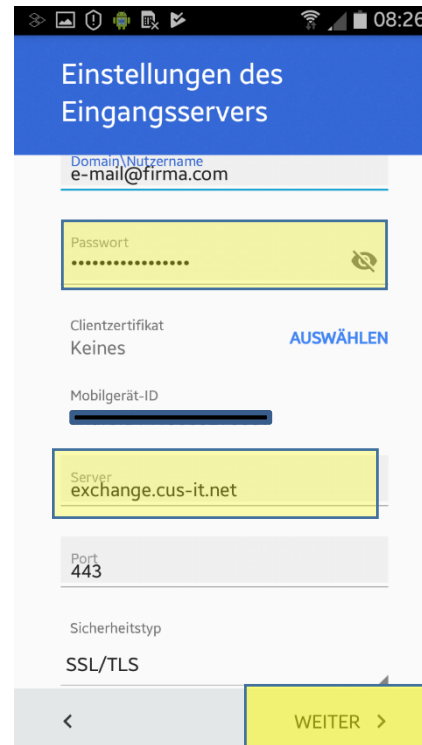 08:26
Einstellungen des
Eingangsservers
Domain\Nutzername
e-mail@firma.com
Passwort
•••••••••••••••••
Clientzertifikat
Keines
AUSWÄHLEN
Mobilgerät-ID
Server
exchange.cus-it.net
Port
443
Sicherheitstyp
SSL/TLS
WEITER